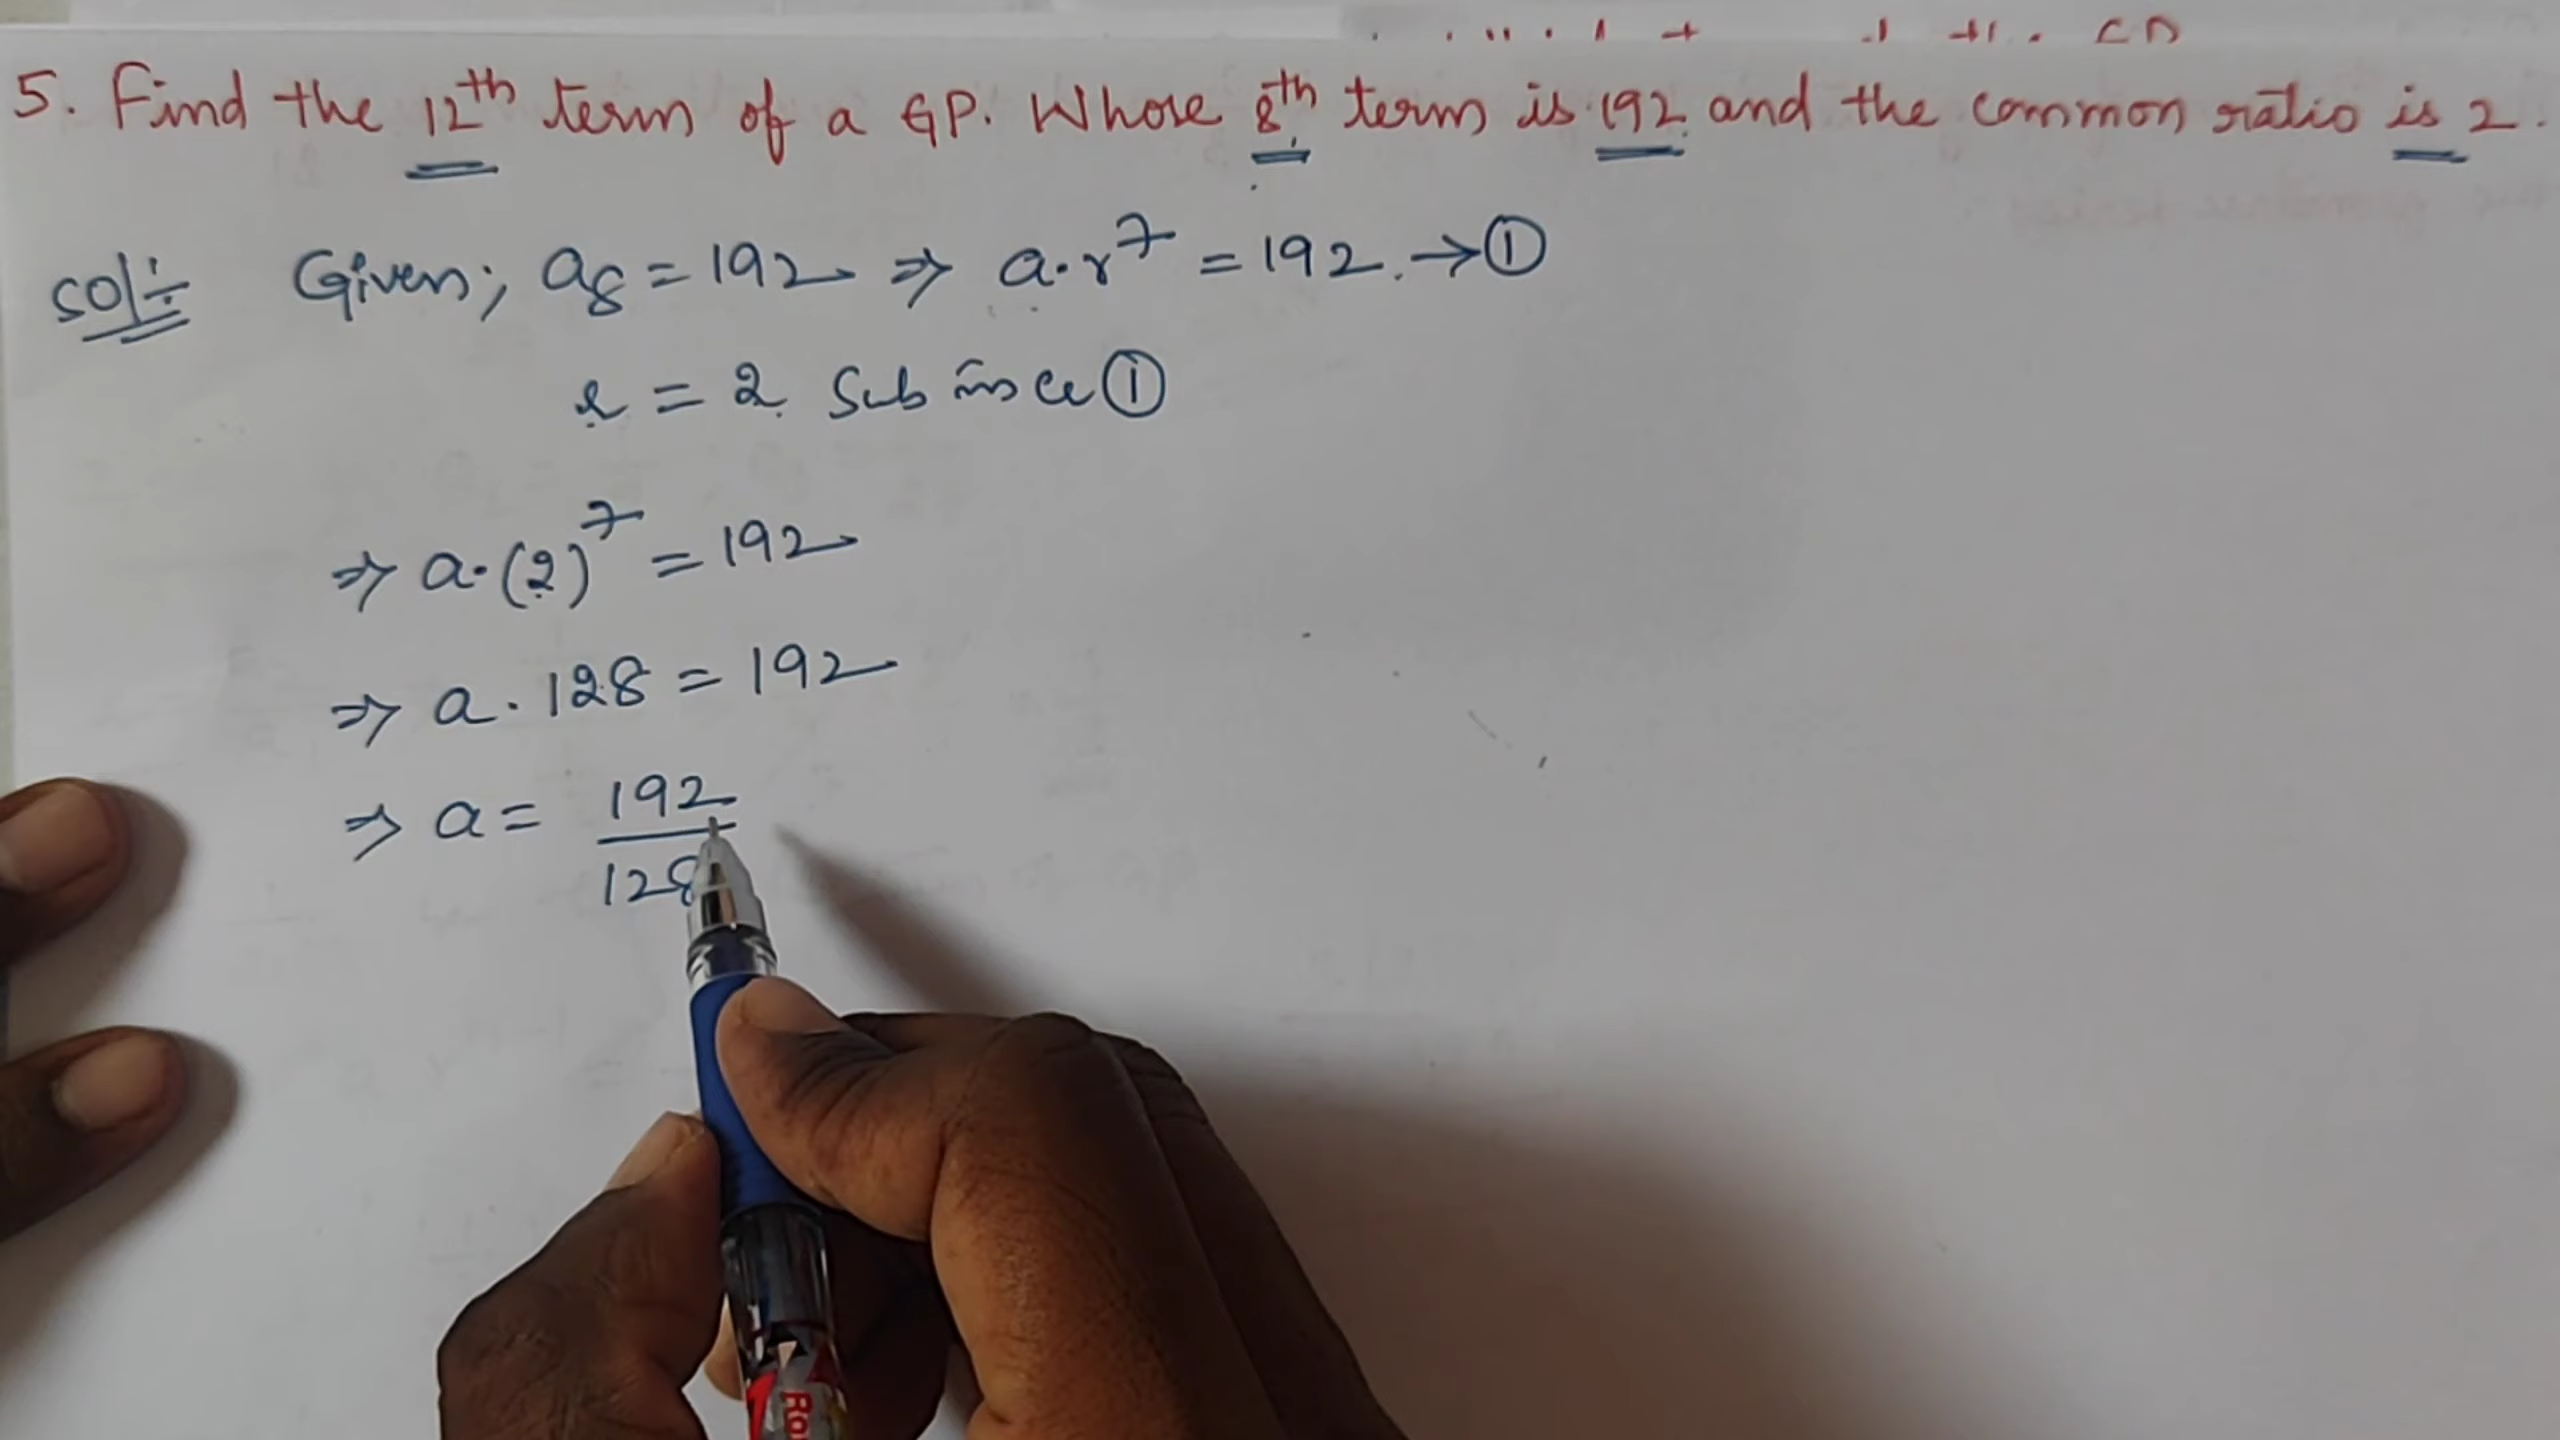 5. Find the 12th term of a GP. Whose 8th term is 192 and the common ratio is 2.
Sol:- Given; a₈ = 192 ⇒ a·r⁷ = 192. → ①
r = 2 Sub in ①
⇒ a·(2)⁷ = 192
⇒ a . 128 = 192
⇒ a = 192/128